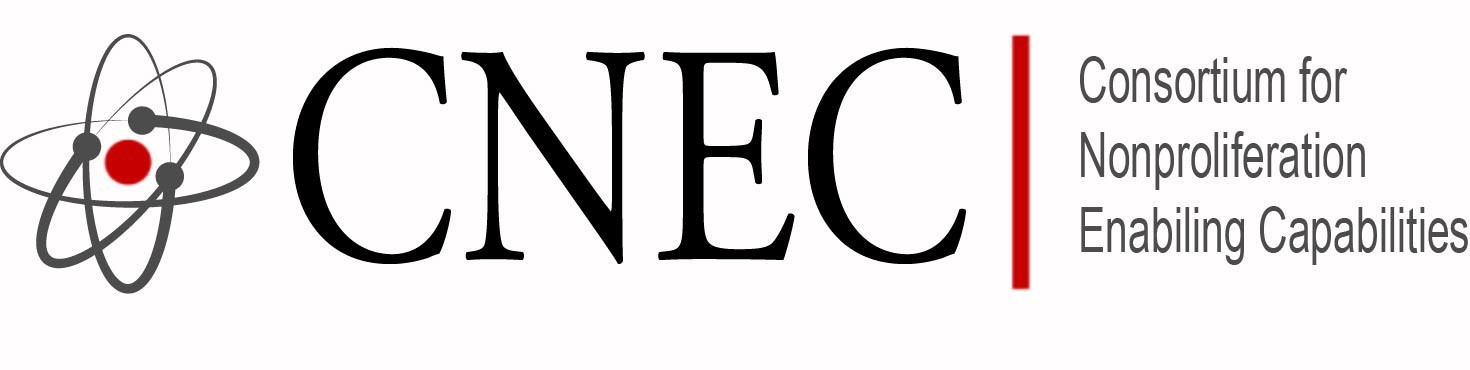 CNEC
Consortium for
Nonproliferation
Enabiling Capabilities